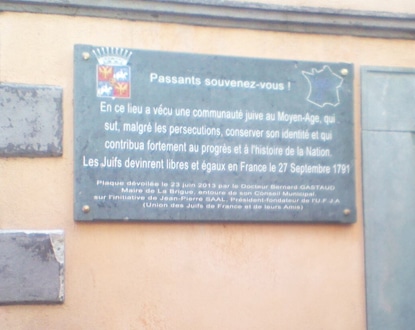 Passants souvenez-vous !
En ce lieu a vécu une communauté juive au Moyen-Age, qui
sut, malgré les persecutions, conserver son identité et qui
contribua fortement au progrès et à l'histoire de la Nation.
Les Juifs devinrent libres et égaux en France le 27 Septembre 1791
Plaque dévoilée le 23 juin 2013 par le Docteur Bernard GASTAUD
Maire de La Brigue, entouré de son Conseil Municipal,
sur l'initiative de Jean-Pierre SAAL, Président-fondateur de l'U.F.J.A
(Union des Juifs de France et de leurs Amis)